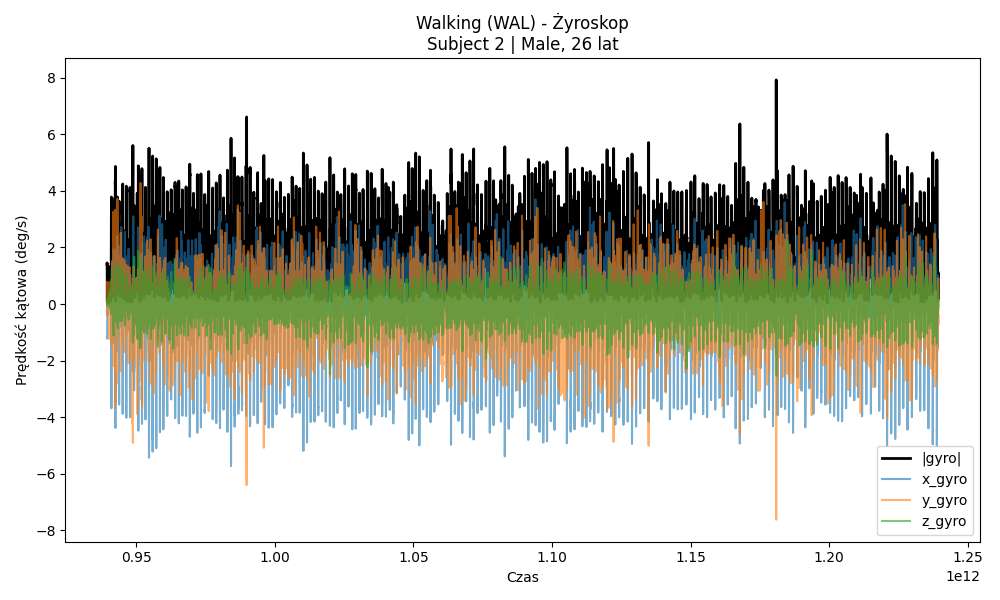 Walking (WAL) - Żyroskop
Subject 2 | Male, 26 lat
Prędkość kątowa (deg/s)
8
6
4
2
0
−2
−4
−6
−8
|gyro|
x_gyro
y_gyro
z_gyro
0.95
1.00
1.05
1.10
1.15
1.20
1.25
1e12
Czas